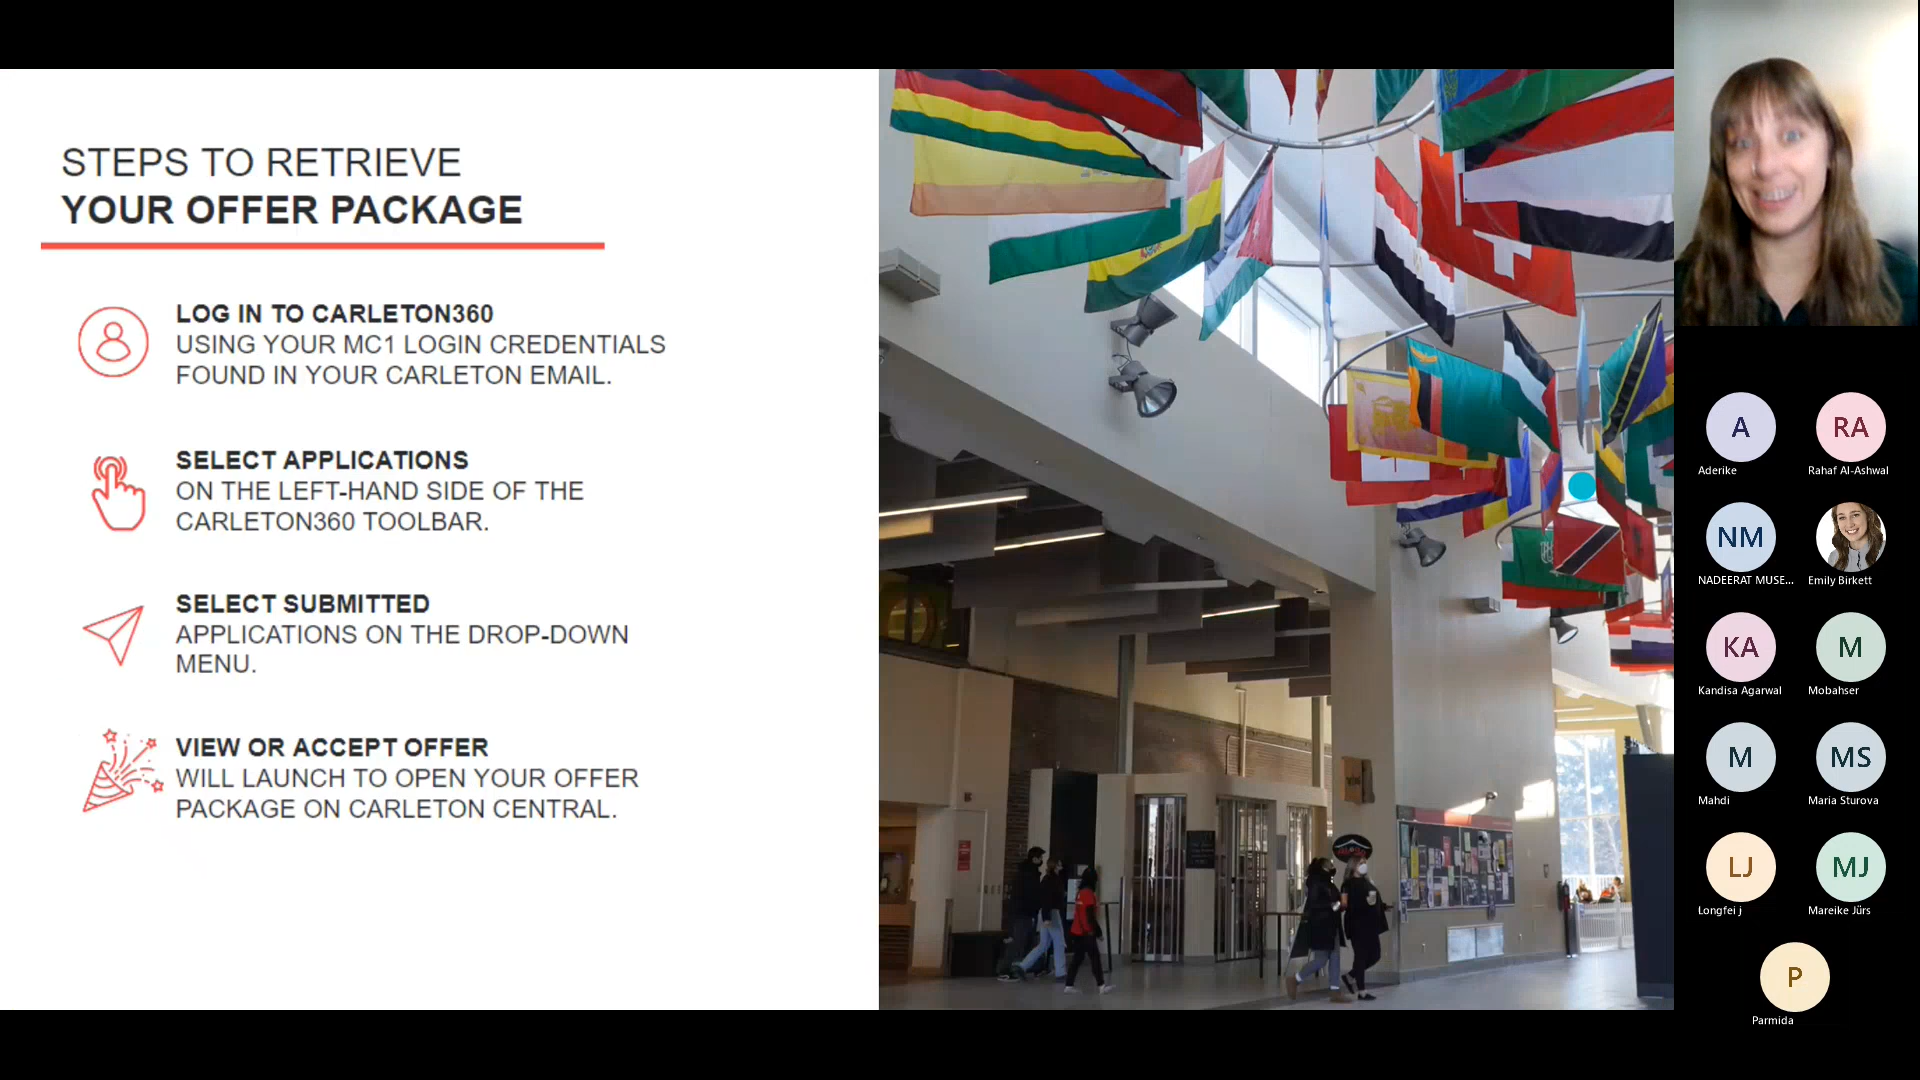 STEPS TO RETRIEVE
YOUR OFFER PACKAGE
LOG IN TO CARLETON360
USING YOUR MC1 LOGIN CREDENTIALS
FOUND IN YOUR CARLETON EMAIL.
SELECT APPLICATIONS
ON THE LEFT-HAND SIDE OF THE
CARLETON360 TOOLBAR.
SELECT SUBMITTED
APPLICATIONS ON THE DROP-DOWN
MENU.
VIEW OR ACCEPT OFFER
WILL LAUNCH TO OPEN YOUR OFFER
PACKAGE ON CARLETON CENTRAL.
A
Aderike
RA
Rahaf Al-Ashwal
NM
NADEERAT MUSE...
Emily Birkett
KA
Kandisa Agarwal
M
Mobahser
M
Mahdi
MS
Maria Sturova
LJ
Longfei j
MJ
Mareike Jürs
P
Parmida